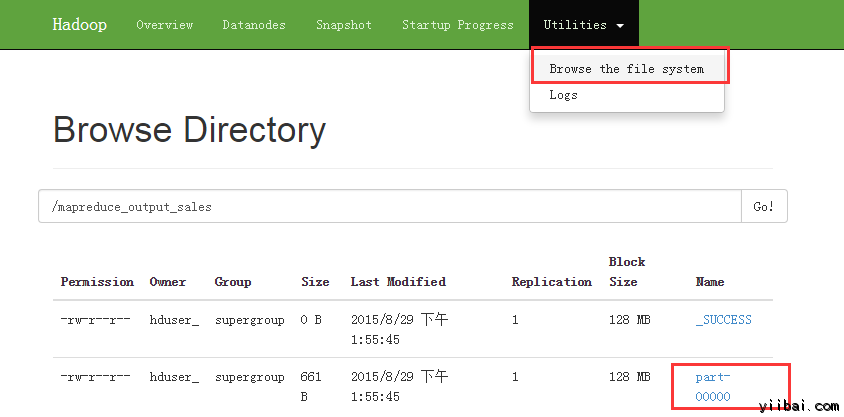 Hadoop Overview Datanodes Snapshot Startup Progress Utilities
Browse the file system
Logs
Browse Directory
/mapreduce_output_sales Go!
Permission Owner Group Size Last Modified Replication Block Size Name
-rw-r--r-- hduser_ supergroup 0 B 2015/8/29 下午 1 128 MB _SUCCESS
1:55:45
-rw-r--r-- hduser_ supergroup 661 2015/8/29 下午 1 128 MB part-
B 1:55:45 00000
yiibai.com